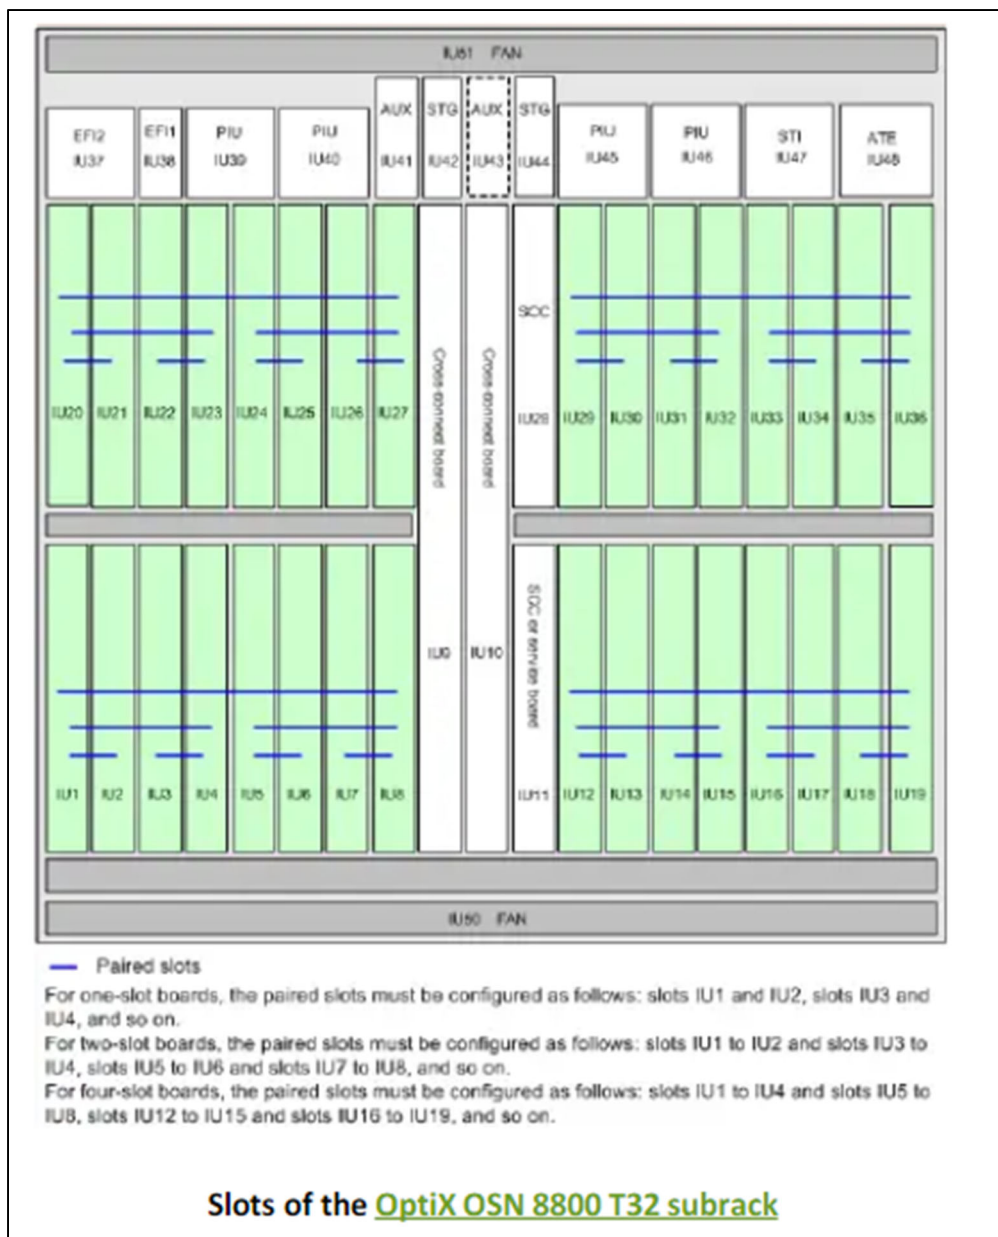 IU51 FAN
EFI2 EFI1 PIU PIU AUX STG AUX STG PIU PIU STI ATE
IU37 IU38 IU39 IU40 IU41 IU42 IU43 IU44 IU45 IU46 IU47 IU48
SCC
Cross-connect board Cross-connect board
IU20 IU21 IU22 IU23 IU24 IU25 IU26 IU27 IU28 IU29 IU30 IU31 IU32 IU33 IU34 IU35 IU36
SCC or service board
IU9 IU10
IU1 IU2 IU3 IU4 IU5 IU6 IU7 IU8 IU11 IU12 IU13 IU14 IU15 IU16 IU17 IU18 IU19
IU50 FAN
Paired slots
For one-slot boards, the paired slots must be configured as follows: slots IU1 and IU2, slots IU3 and
IU4, and so on.
For two-slot boards, the paired slots must be configured as follows: slots IU1 to IU2 and slots IU3 to
IU4, slots IU5 to IU6 and slots IU7 to IU8, and so on.
For four-slot boards, the paired slots must be configured as follows: slots IU1 to IU4 and slots IU5 to
IU8, slots IU12 to IU15 and slots IU16 to IU19, and so on.
Slots of the OptiX OSN 8800 T32 subrack